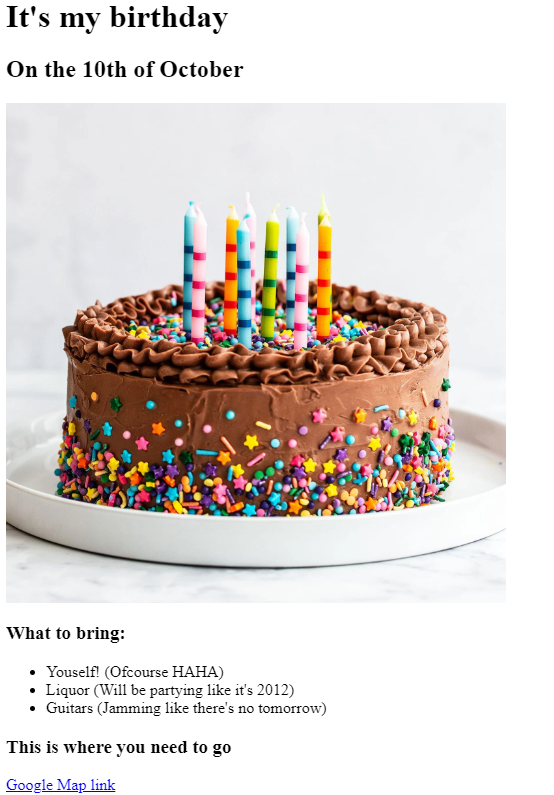 It's my birthday
On the 10th of October
What to bring:
Youself! (Ofcourse HAHA)
Liquor (Will be partying like it's 2012)
Guitars (Jamming like there's no tomorrow)
This is where you need to go
Google Map link